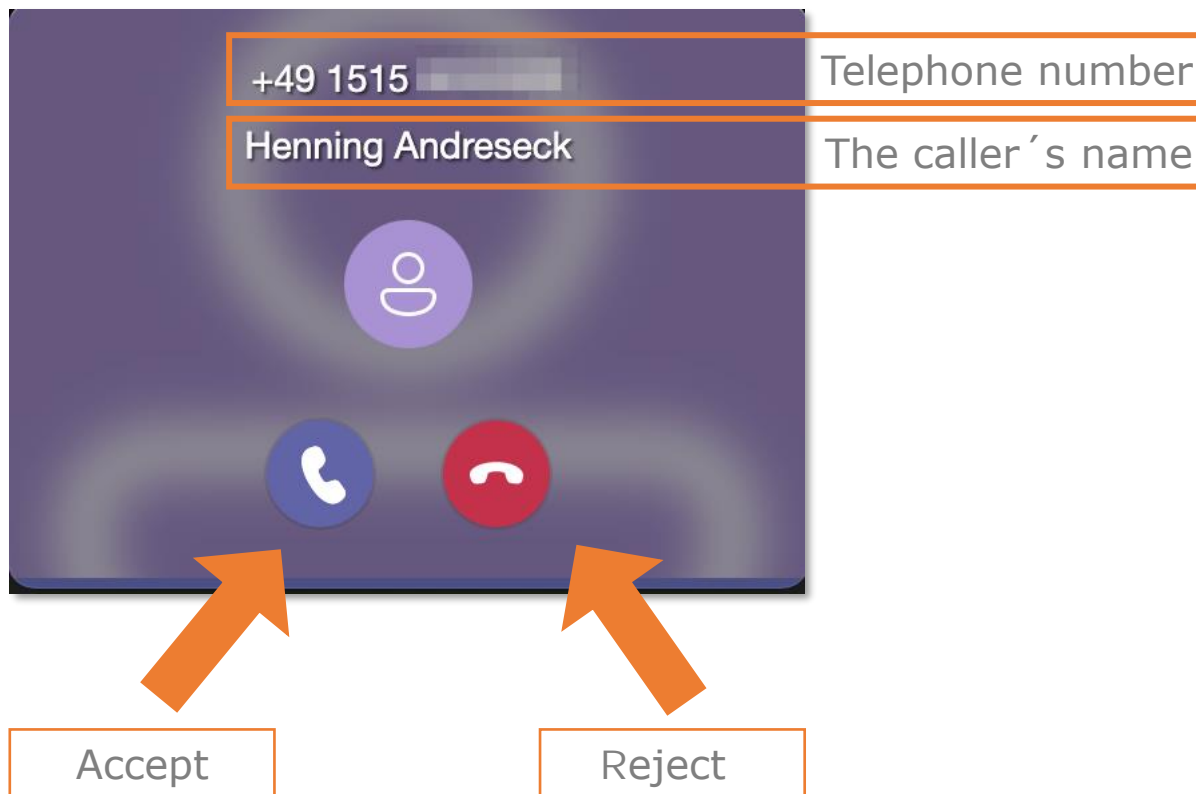 +49 1515
Telephone number
Henning Andreseck
The caller´s name
Accept
Reject